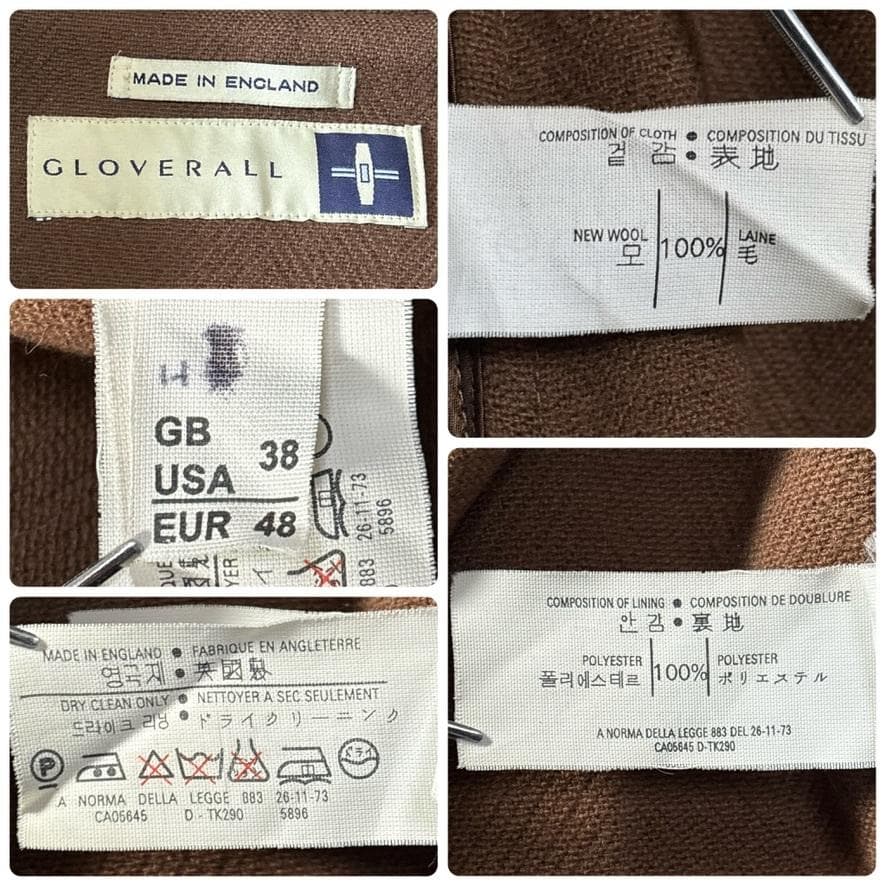 MADE IN ENGLAND
GLOVERALL
COMPOSITION OF CLOTH ● COMPOSITION DU TISSU
겉 감 ● 表地
NEW WOOL 100% LAINE
모 毛
GB
USA 38
EUR 48
26-11-73
5896
883
COMPOSITION OF LINING ● COMPOSITION DE DOUBLURE
안 감 ● 裏地
POLYESTER 100% POLYESTER
폴리에스테르 ポリエステル
A NORMA DELLA LEGGE 883 DEL 26-11-73
CA05645 D-TK290
MADE IN ENGLAND ● FABRIQUE EN ANGLETERRE
영국제 ● 英國製
DRY CLEAN ONLY ● NETTOYER A SEC SEULEMENT
드라이크리닝 ● ドライクリーニング
P
ドライ
A NORMA DELLA LEGGE 883 26-11-73
CA05645 D-TK290 5896